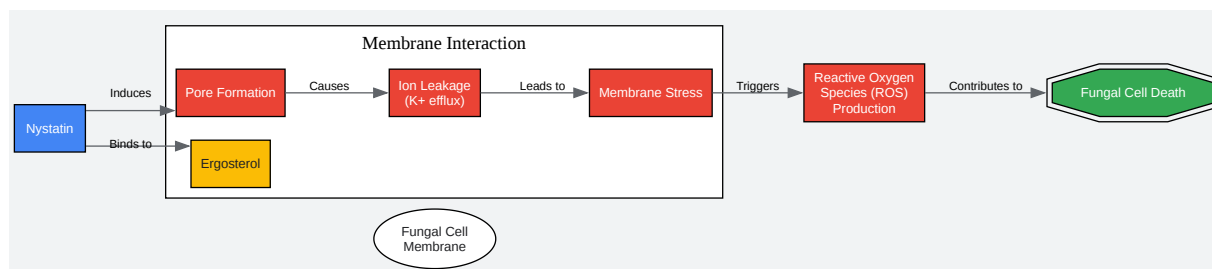 Membrane Interaction
Nystatin
Induces
Binds to
Pore Formation
Ergosterol
Causes
Ion Leakage
(K+ efflux)
Leads to
Membrane Stress
Triggers
Reactive Oxygen
Species (ROS)
Production
Contributes to
Fungal Cell Death
Fungal Cell
Membrane